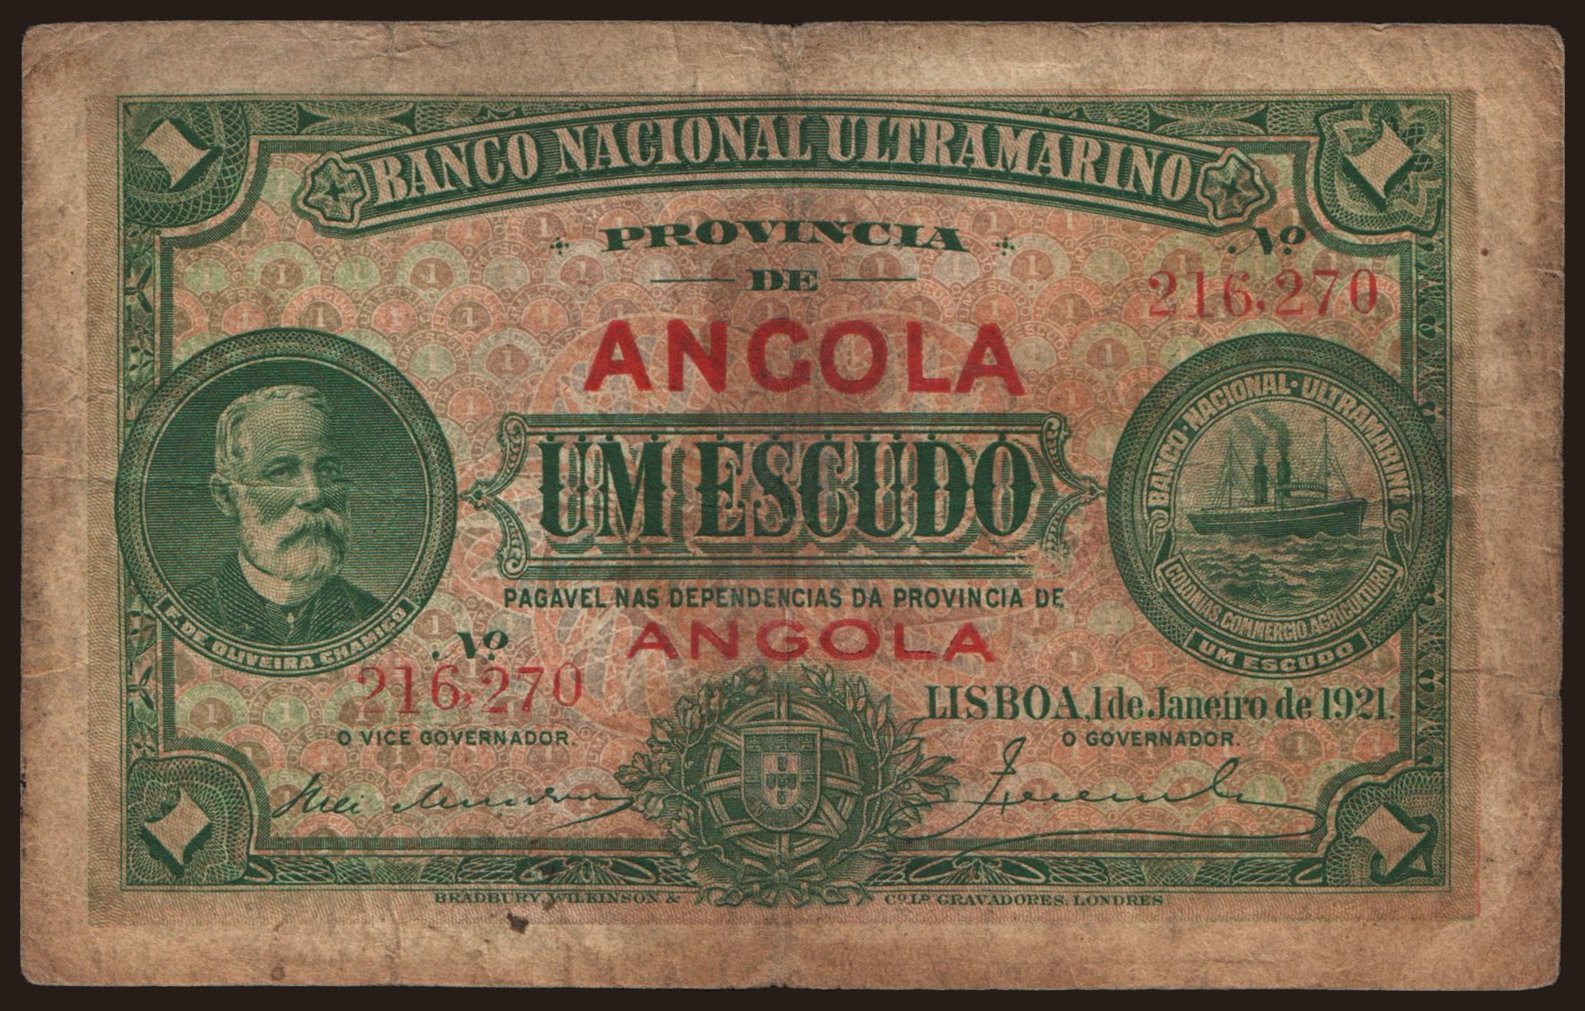 BANCO NACIONAL ULTRAMARINO
PROVINCIA
DE
Nº
216,270
ANGOLA
UM ESCUDO
BANCO·NACIONAL·ULTRAMARINO
COLONIAS, COMMERCIO, AGRICULTURA
UM ESCUDO
F. DE OLIVEIRA CHAMIÇO
PAGAVEL NAS DEPENDENCIAS DA PROVINCIA DE
ANGOLA
Nº
216,270
LISBOA, 1 de Janeiro de 1921.
O VICE GOVERNADOR.
O GOVERNADOR.
BRADBURY, WILKINSON & Cº Lᴅ GRAVADORES, LONDRES